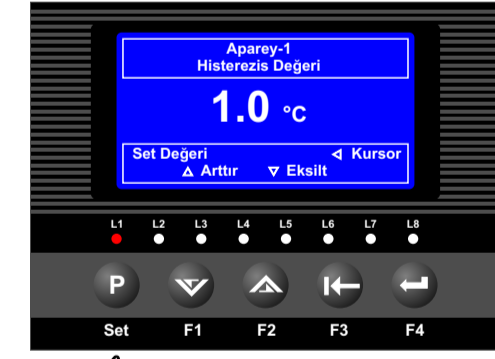 Aparey-1
Histerezis Değeri
1.0 °C
Set Değeri ◁ Kursor
△ Arttır ▽ Eksilt
L1 L2 L3 L4 L5 L6 L7 L8
P
Set F1 F2 F3 F4